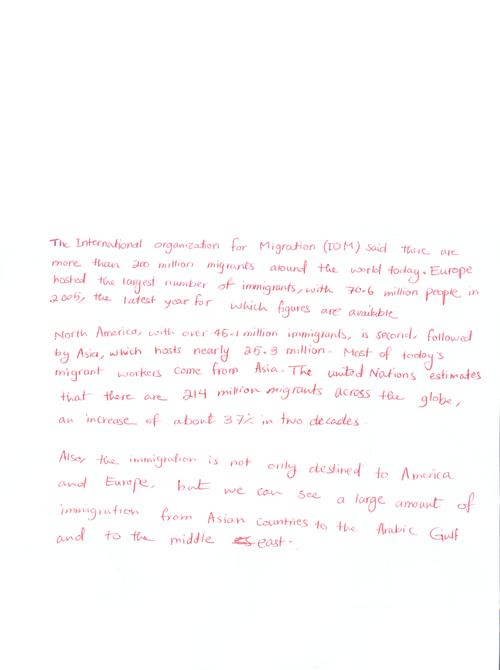 The International organization for Migration (IOM) said there are
more than 200 million migrants around the world today. Europe
hosted the largest number of immigrants, with 70.6 million people in
2005, the latest year for which figures are available
North America, with over 45.1 million immigrants, is second, followed
by Asia, which hosts nearly 25.3 million. Most of today's
migrant workers come from Asia. The united Nations estimates
that there are 214 million migrants across the globe,
an increase of about 37% in two decades.
Also, the immigration is not only destined to America
and Europe, but we can see a large amount of
immigration from Asian Countries to the Arabic Gulf
and to the middle east.